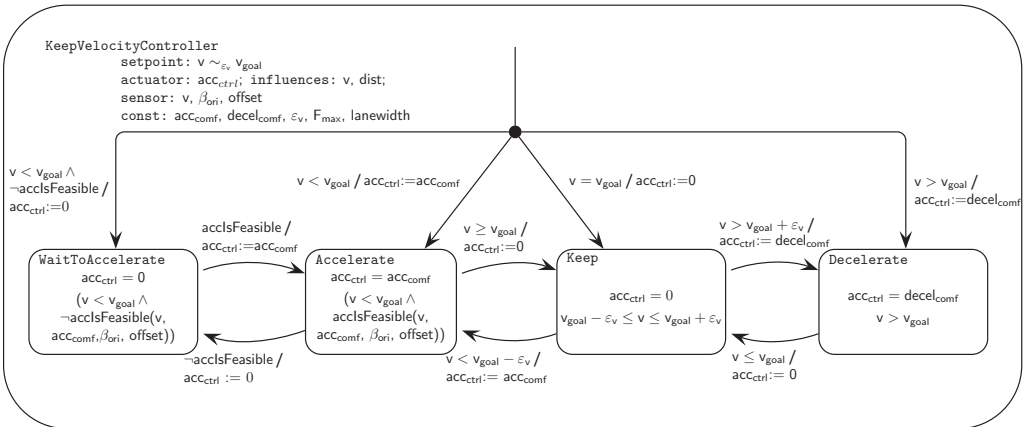 KeepVelocityController
setpoint: v ∼εv vgoal
actuator: accctrl; influences: v, dist;
sensor: v, βori, offset
const: acccomf, decelcomf, εv, Fmax, lanewidth
v < vgoal ∧
¬accIsFeasible /
accctrl:=0
v < vgoal / accctrl:=acccomf
v = vgoal / accctrl:=0
v > vgoal /
accctrl:=decelcomf
accIsFeasible /
accctrl:=acccomf
v ≥ vgoal /
accctrl:=0
v > vgoal + εv /
accctrl:= decelcomf
WaitToAccelerate
accctrl = 0
(v < vgoal ∧
¬accIsFeasible(v,
acccomf,βori, offset))
Accelerate
accctrl = acccomf
(v < vgoal ∧
accIsFeasible(v,
acccomf, βori, offset))
Keep
accctrl = 0
vgoal − εv ≤ v ≤ vgoal + εv
Decelerate
accctrl = decelcomf
v > vgoal
¬accIsFeasible /
accctrl := 0
v < vgoal − εv /
accctrl:= acccomf
v ≤ vgoal /
accctrl:= 0